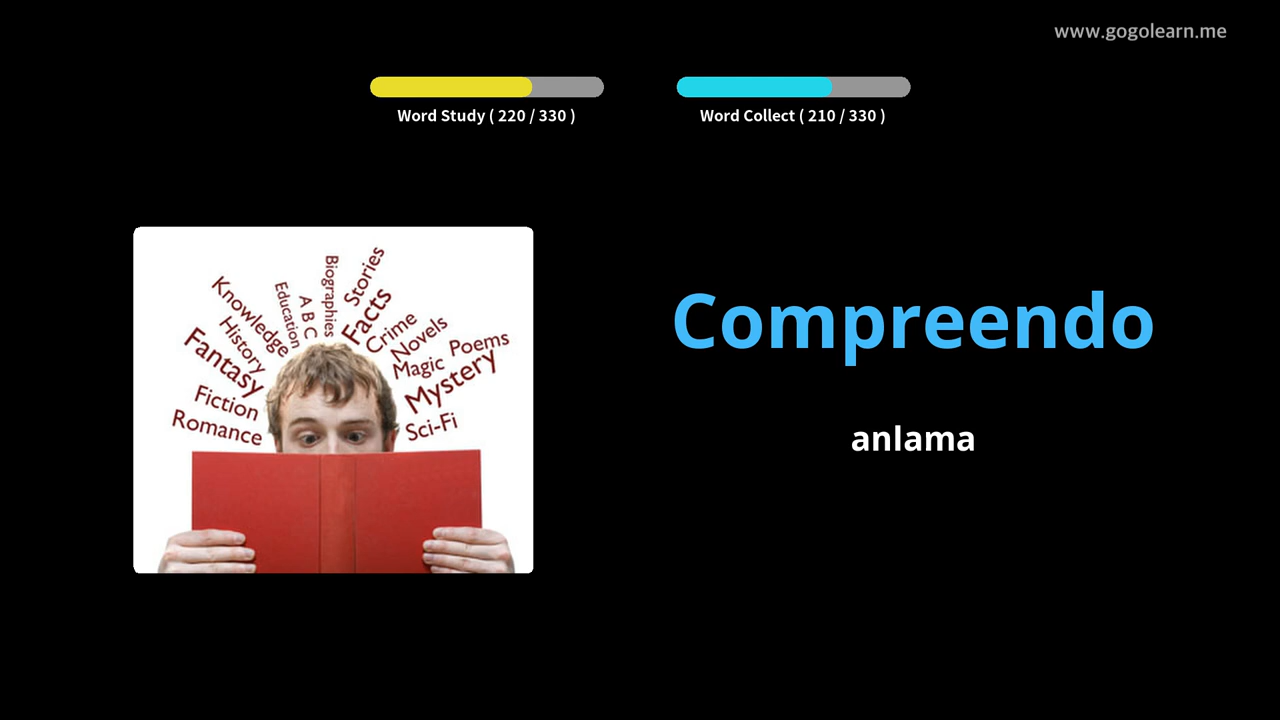 www.gogolearn.me
Word Study ( 220 / 330 )
Word Collect ( 210 / 330 )
Knowledge
Education
A B C
Biographies
Stories
Facts
Crime
Novels
Poems
Magic
Mystery
Sci-Fi
History
Fantasy
Fiction
Romance
Compreendo
anlama